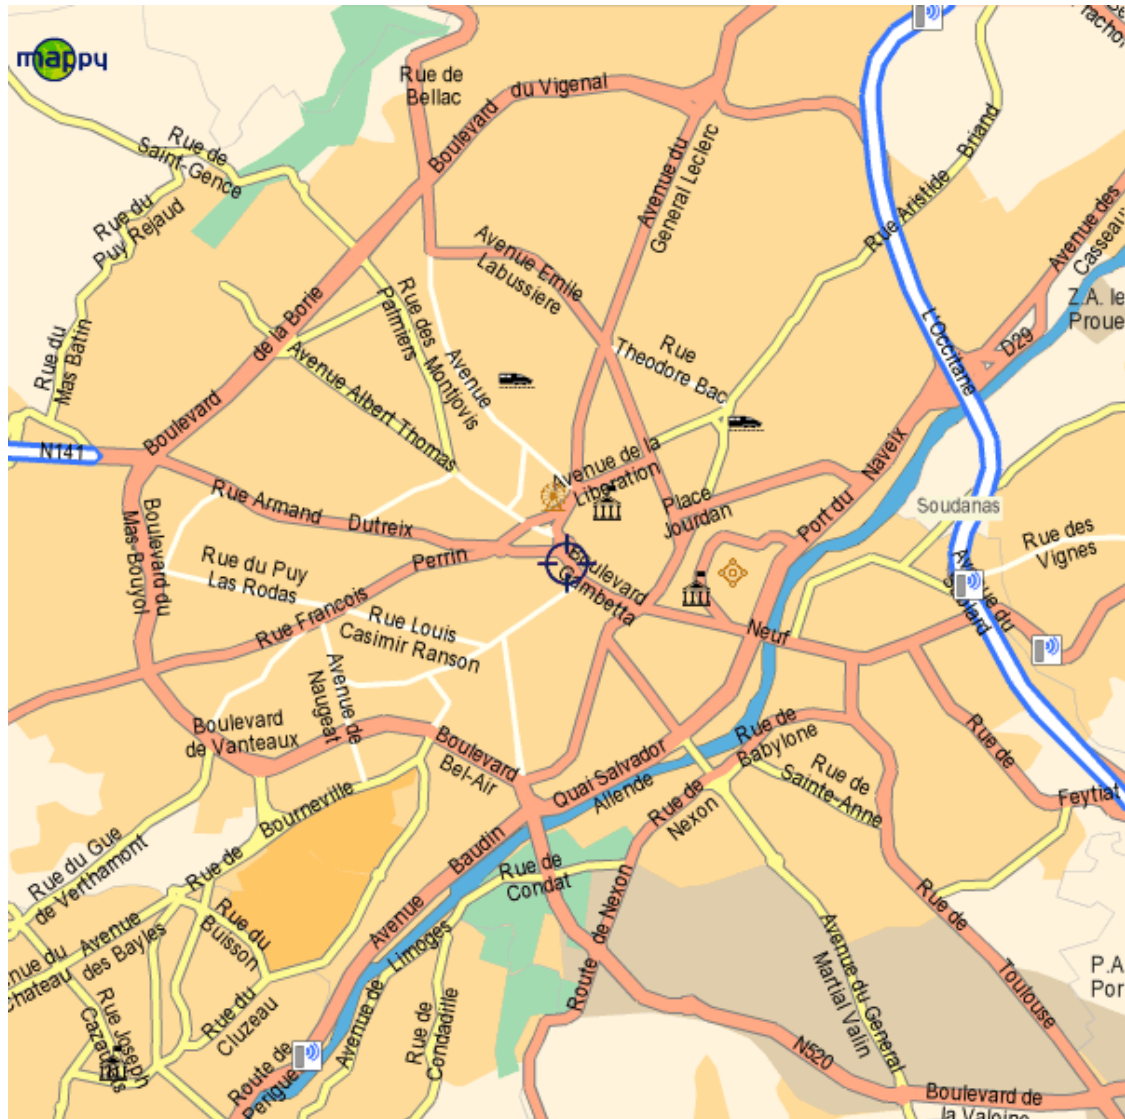 mappy
Rue de
Bellac
Boulevard
du Vigenal
Rue de
Saint-Gence
Rue du
Puy Rejaud
Avenue du
General Leclerc
Rue Aristide
Briand
Avenue des
Avenue Emile
Labussiere
Z.A. le
Proue
Rue du
Mas Batin
de la Borie
Boulevard
Rue des
Palmiers
Montjovis
Avenue
Avenue Albert Thomas
Rue
Theodore Bac
L'Occitane
D29
N141
Avenue de la
Liberation
Place
Jourdan
Port du
Naveix
Soudanas
Rue Armand
Dutreix
Boulevard du
Mas-Bouyol
Perrin
Rue du Puy
Las Rodas
Boulevard
Gambetta
Rue des
Vignes
Avenue du
Rue Francois
Rue Louis
Casimir Ranson
Neuf
Avenue de
Naugeat
Boulevard
de Vanteaux
Boulevard
Bel-Air
Quai Salvador
Allende
Rue de
Babylone
Rue de
Sainte-Anne
Rue de
Feytiat
Rue de
Nexon
Bourneville
Rue de
Rue du Gue
de Verthamont
Baudin
Avenue
Rue de
Condat
Rue du
Buisson
Avenue
des Bayles
Limoges
Avenue de
Route de Nexon
Rue de
Toulouse
Avenue du General
Martial Valin
P.A.
Por
Rue Joseph
Rue du
Cluzeau
Rue de
Condadille
Route de
N520
Boulevard de
la Valoine